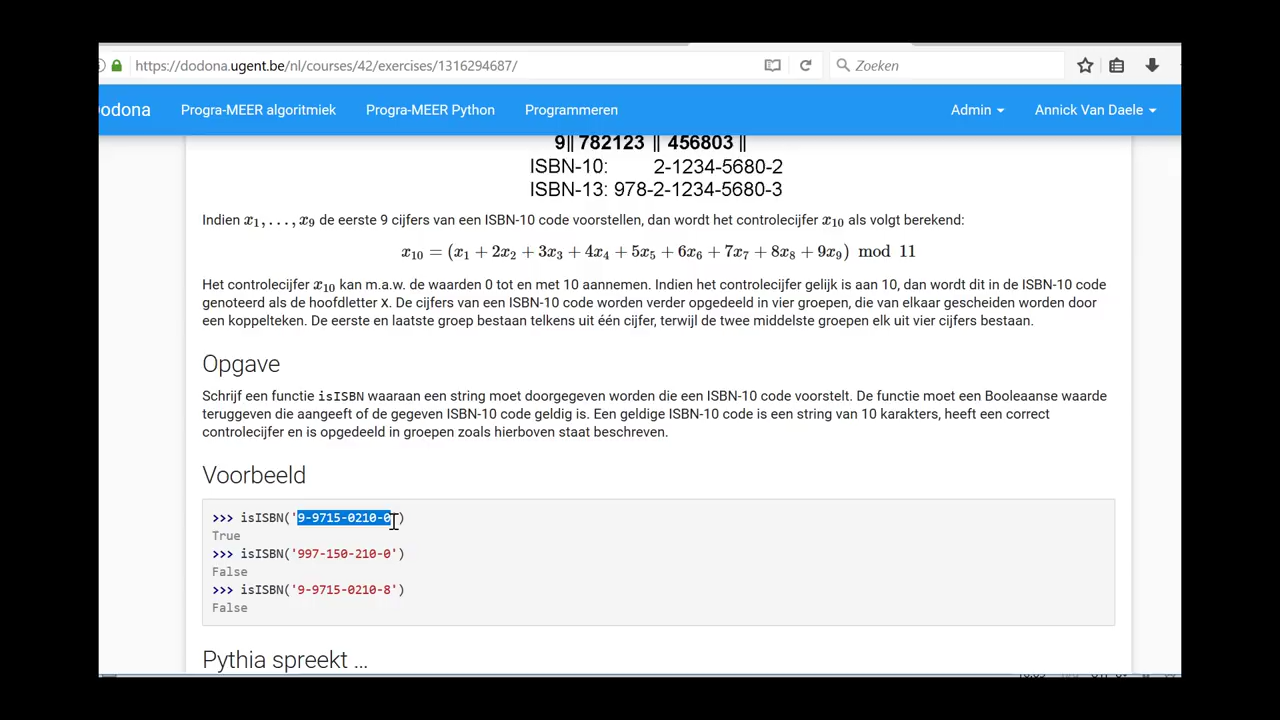 https://dodona.ugent.be/nl/courses/42/exercises/1316294687/
Zoeken
odona Progra-MEER algoritmiek Progra-MEER Python Programmeren Admin Annick Van Daele
9 782123 456803
ISBN-10: 2-1234-5680-2
ISBN-13: 978-2-1234-5680-3
Indien x₁, ..., x₉ de eerste 9 cijfers van een ISBN-10 code voorstellen, dan wordt het controlecijfer x₁₀ als volgt berekend:
x₁₀ = (x₁ + 2x₂ + 3x₃ + 4x₄ + 5x₅ + 6x₆ + 7x₇ + 8x₈ + 9x₉) mod 11
Het controlecijfer x₁₀ kan m.a.w. de waarden 0 tot en met 10 aannemen. Indien het controlecijfer gelijk is aan 10, dan wordt dit in de ISBN-10 code
genoteerd als de hoofdletter X. De cijfers van een ISBN-10 code worden verder opgedeeld in vier groepen, die van elkaar gescheiden worden door
een koppelteken. De eerste en laatste groep bestaan telkens uit één cijfer, terwijl de twee middelste groepen elk uit vier cijfers bestaan.
Opgave
Schrijf een functie isISBN waaraan een string moet doorgegeven worden die een ISBN-10 code voorstelt. De functie moet een Booleaanse waarde
teruggeven die aangeeft of de gegeven ISBN-10 code geldig is. Een geldige ISBN-10 code is een string van 10 karakters, heeft een correct
controlecijfer en is opgedeeld in groepen zoals hierboven staat beschreven.
Voorbeeld
>>> isISBN('9-9715-0210-0')
True
>>> isISBN('997-150-210-0')
False
>>> isISBN('9-9715-0210-8')
False
Pythia spreekt ...